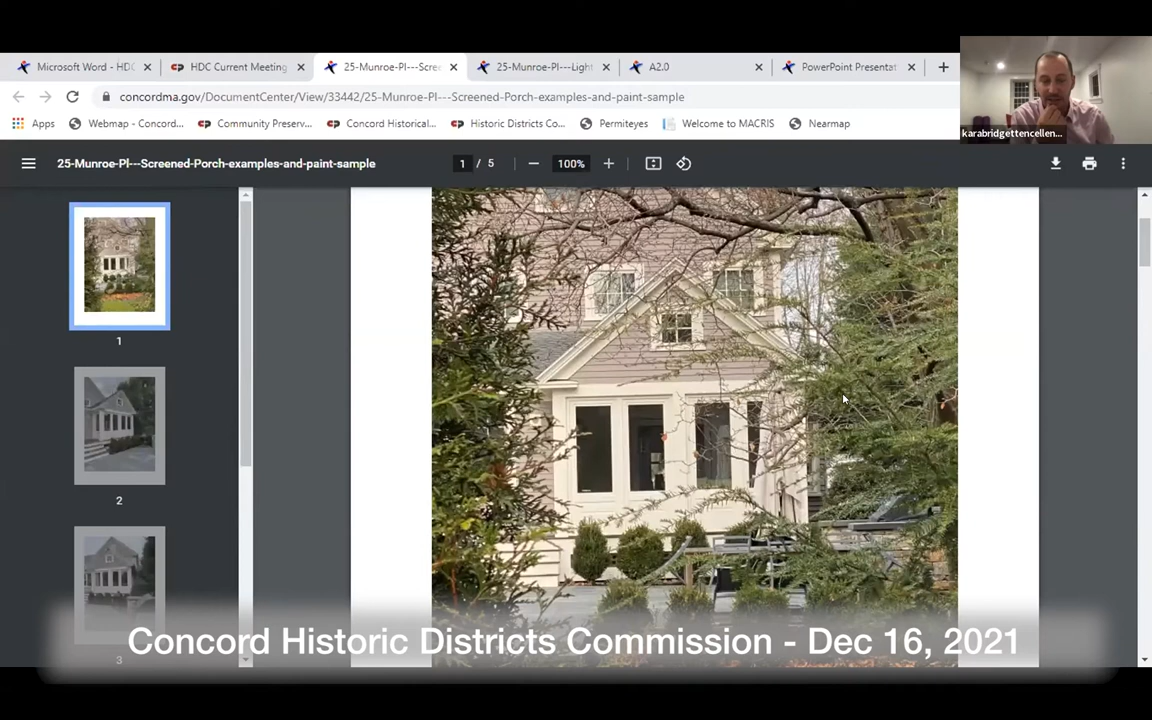 Microsoft Word - HDC
HDC Current Meeting
25-Munroe-Pl---Scree
25-Munroe-Pl---Light
A2.0
PowerPoint Presentat
concordma.gov/DocumentCenter/View/33442/25-Munroe-Pl---Screened-Porch-examples-and-paint-sample
Apps
Webmap - Concord...
Community Preserv...
Concord Historical...
Historic Districts Co...
Permiteyes
Welcome to MACRIS
Nearmap
karabridgettencellen...
25-Munroe-Pl---Screened-Porch-examples-and-paint-sample
1 / 5
100%
1
2
3
Concord Historic Districts Commission - Dec 16, 2021